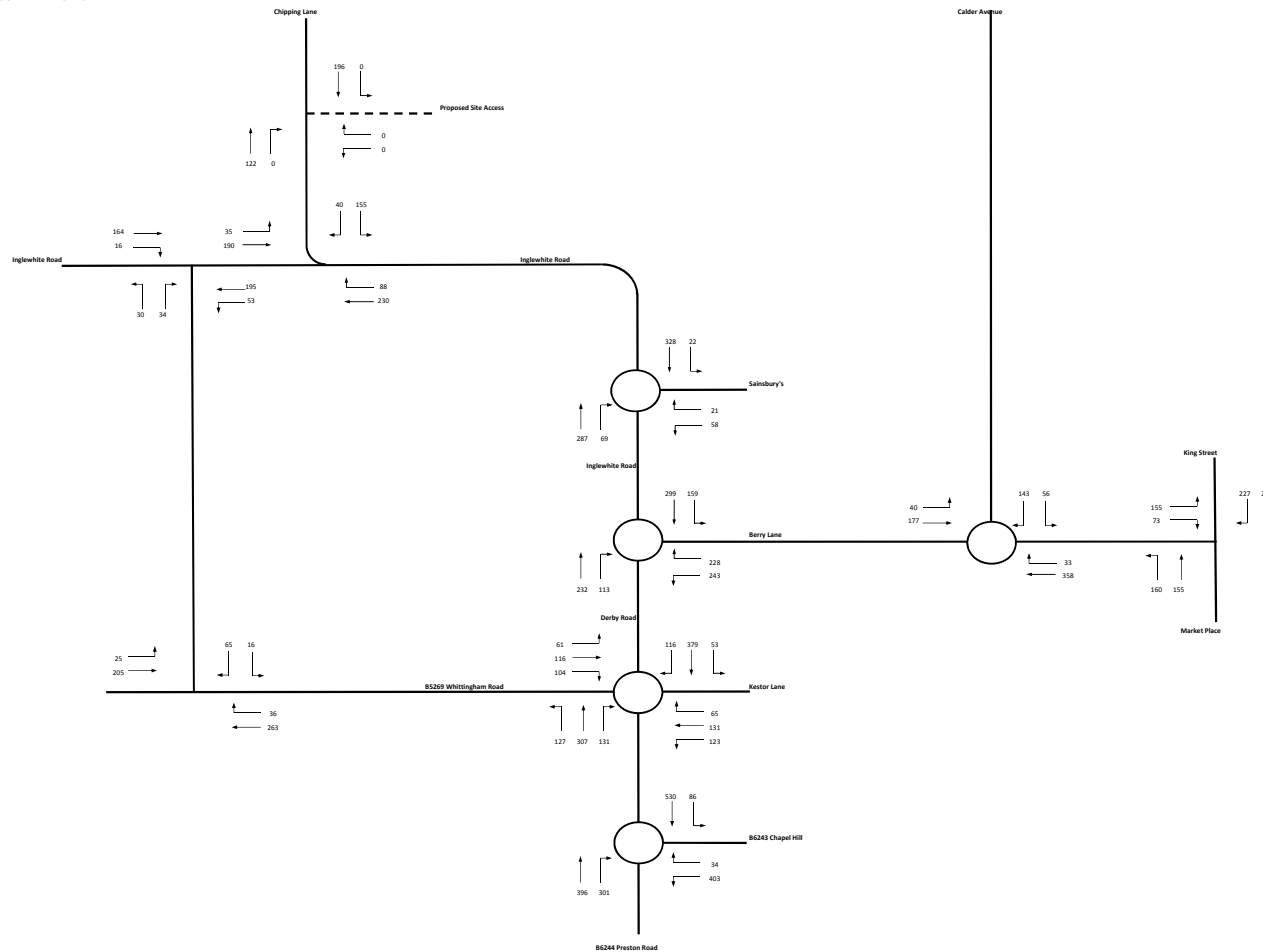 Chipping Lane
Calder Avenue
196 0
Proposed Site Access
0
122 0
0
40 155
164
35
16
190
Inglewhite Road
Inglewhite Road
195
88
53
230
30 34
328 22
Sainsbury's
21
58
287 69
King Street
Inglewhite Road
299 159
40
143 56
155
227
177
73
Berry Lane
228
33
243
358
232 113
160 155
Derby Road
Market Place
61
65 16
116 379 53
25
116
205
104
B5269 Whittingham Road
Kestor Lane
36
65
263
131
127 307 131
123
530 86
B6243 Chapel Hill
34
403
396 301
B6244 Preston Road